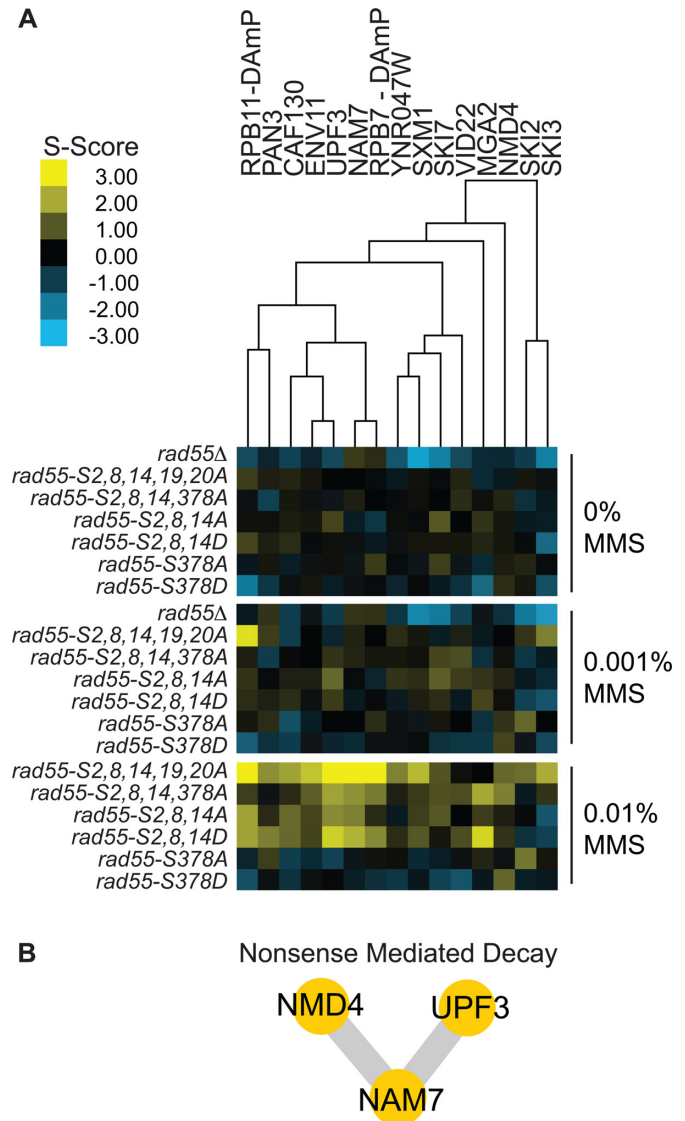 A
S-Score
3.00
2.00
1.00
0.00
-1.00
-2.00
-3.00
RPB11-DAmP
PAN3
CAF130
ENV11
UPF3
NAM7
RPB7 - DAmP
YNR047W
SXM1
SKI7
VID22
MGA2
NMD4
SKI2
SKI3
rad55Δ
rad55-S2,8,14,19,20A
rad55-S2,8,14,378A
rad55-S2,8,14A
rad55-S2,8,14D
rad55-S378A
rad55-S378D
0%
MMS
rad55Δ
rad55-S2,8,14,19,20A
rad55-S2,8,14,378A
rad55-S2,8,14A
rad55-S2,8,14D
rad55-S378A
rad55-S378D
0.001%
MMS
rad55-S2,8,14,19,20A
rad55-S2,8,14,378A
rad55-S2,8,14A
rad55-S2,8,14D
rad55-S378A
rad55-S378D
0.01%
MMS
B
Nonsense Mediated Decay
NMD4
UPF3
NAM7